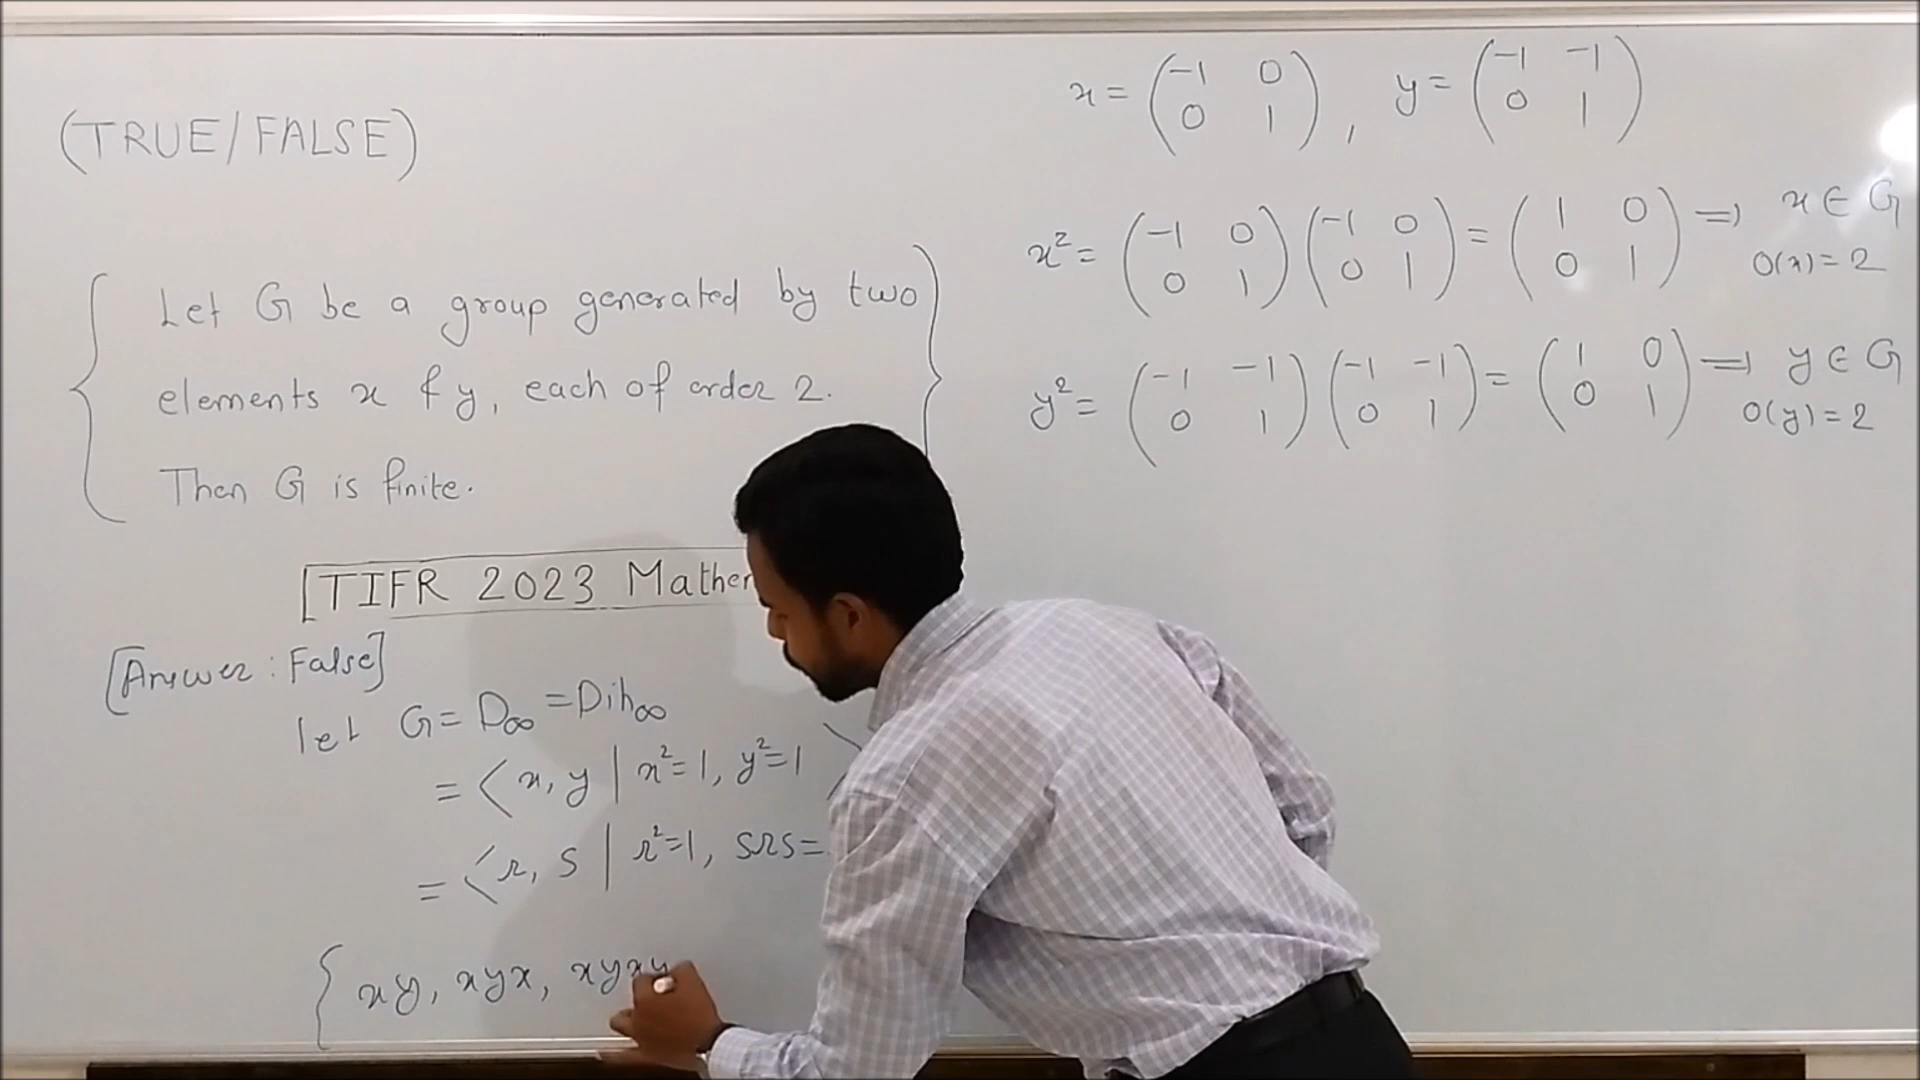 (TRUE/FALSE)
Let G be a group generated by two
elements x & y, each of order 2.
Then G is finite.
[TIFR 2023
[Answer: False]
let G = D∞ = Dih∞
= ⟨x, y | x² = 1, y² = 1⟩
= ⟨r, s | r² = 1, srs =
{ xy, xyx, xyxy
x = (-1 0; 0 1), y = (-1 -1; 0 1)
x² = (-1 0; 0 1)(-1 0; 0 1) = (1 0; 0 1) ⇒ x ∈ G
O(x) = 2
y² = (-1 -1; 0 1)(-1 -1; 0 1) = (1 0; 0 1) ⇒ y ∈ G
O(y) = 2